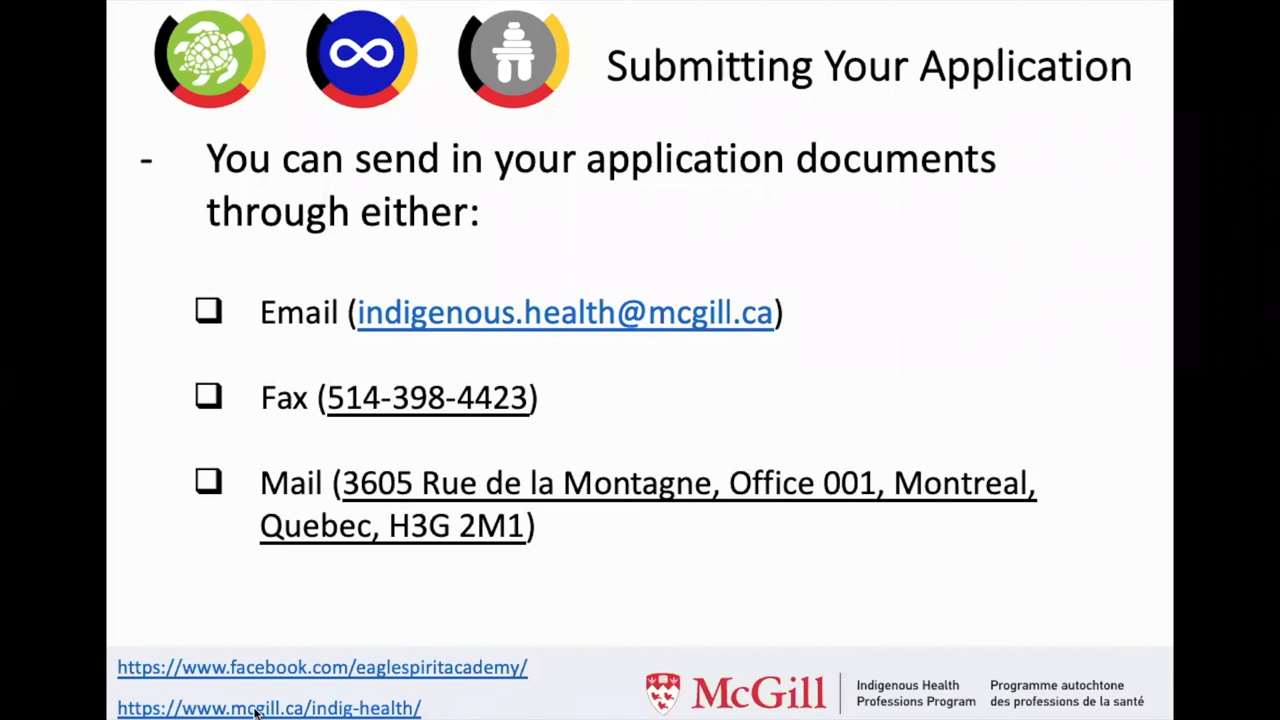 Submitting Your Application
- You can send in your application documents
through either:
❑ Email (indigenous.health@mcgill.ca)
❑ Fax (514-398-4423)
❑ Mail (3605 Rue de la Montagne, Office 001, Montreal,
Quebec, H3G 2M1)
https://www.facebook.com/eaglespiritacademy/
https://www.mcgill.ca/indig-health/
McGill
Indigenous Health
Professions Program
Programme autochtone
des professions de la santé